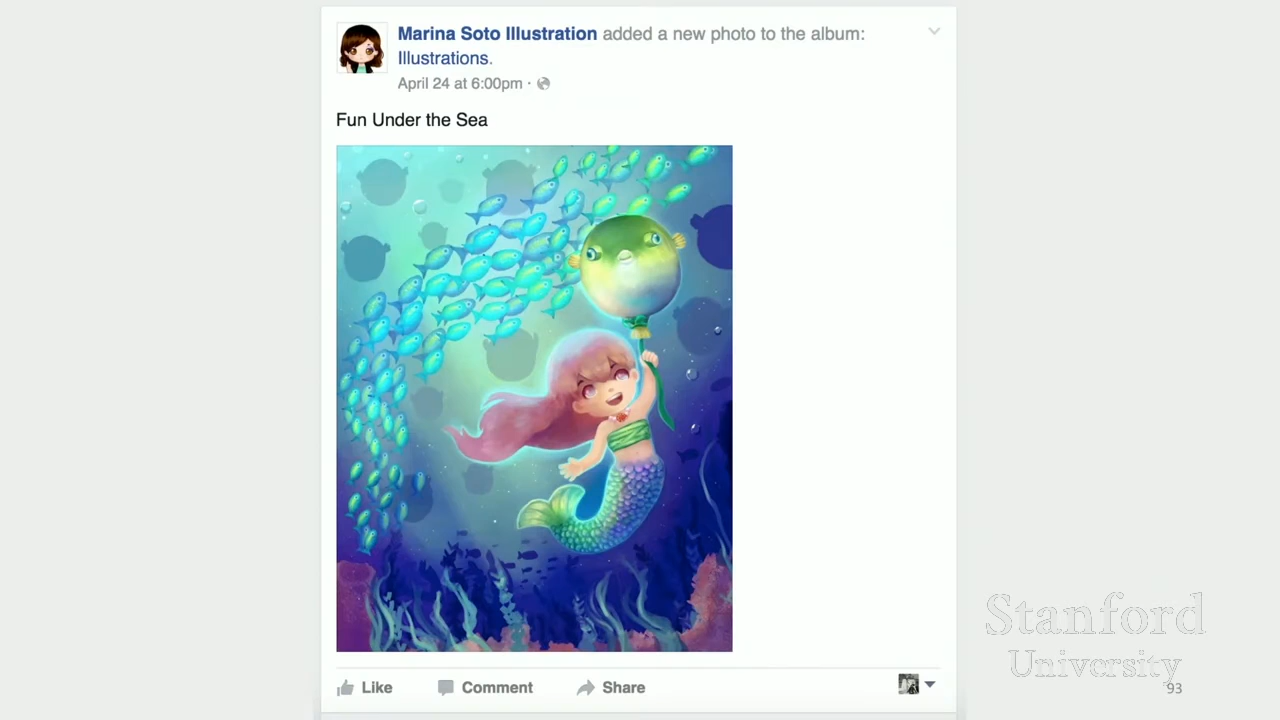 Marina Soto Illustration added a new photo to the album:
Illustrations.
April 24 at 6:00pm ·
Fun Under the Sea
Like Comment Share
Stanford
University
93